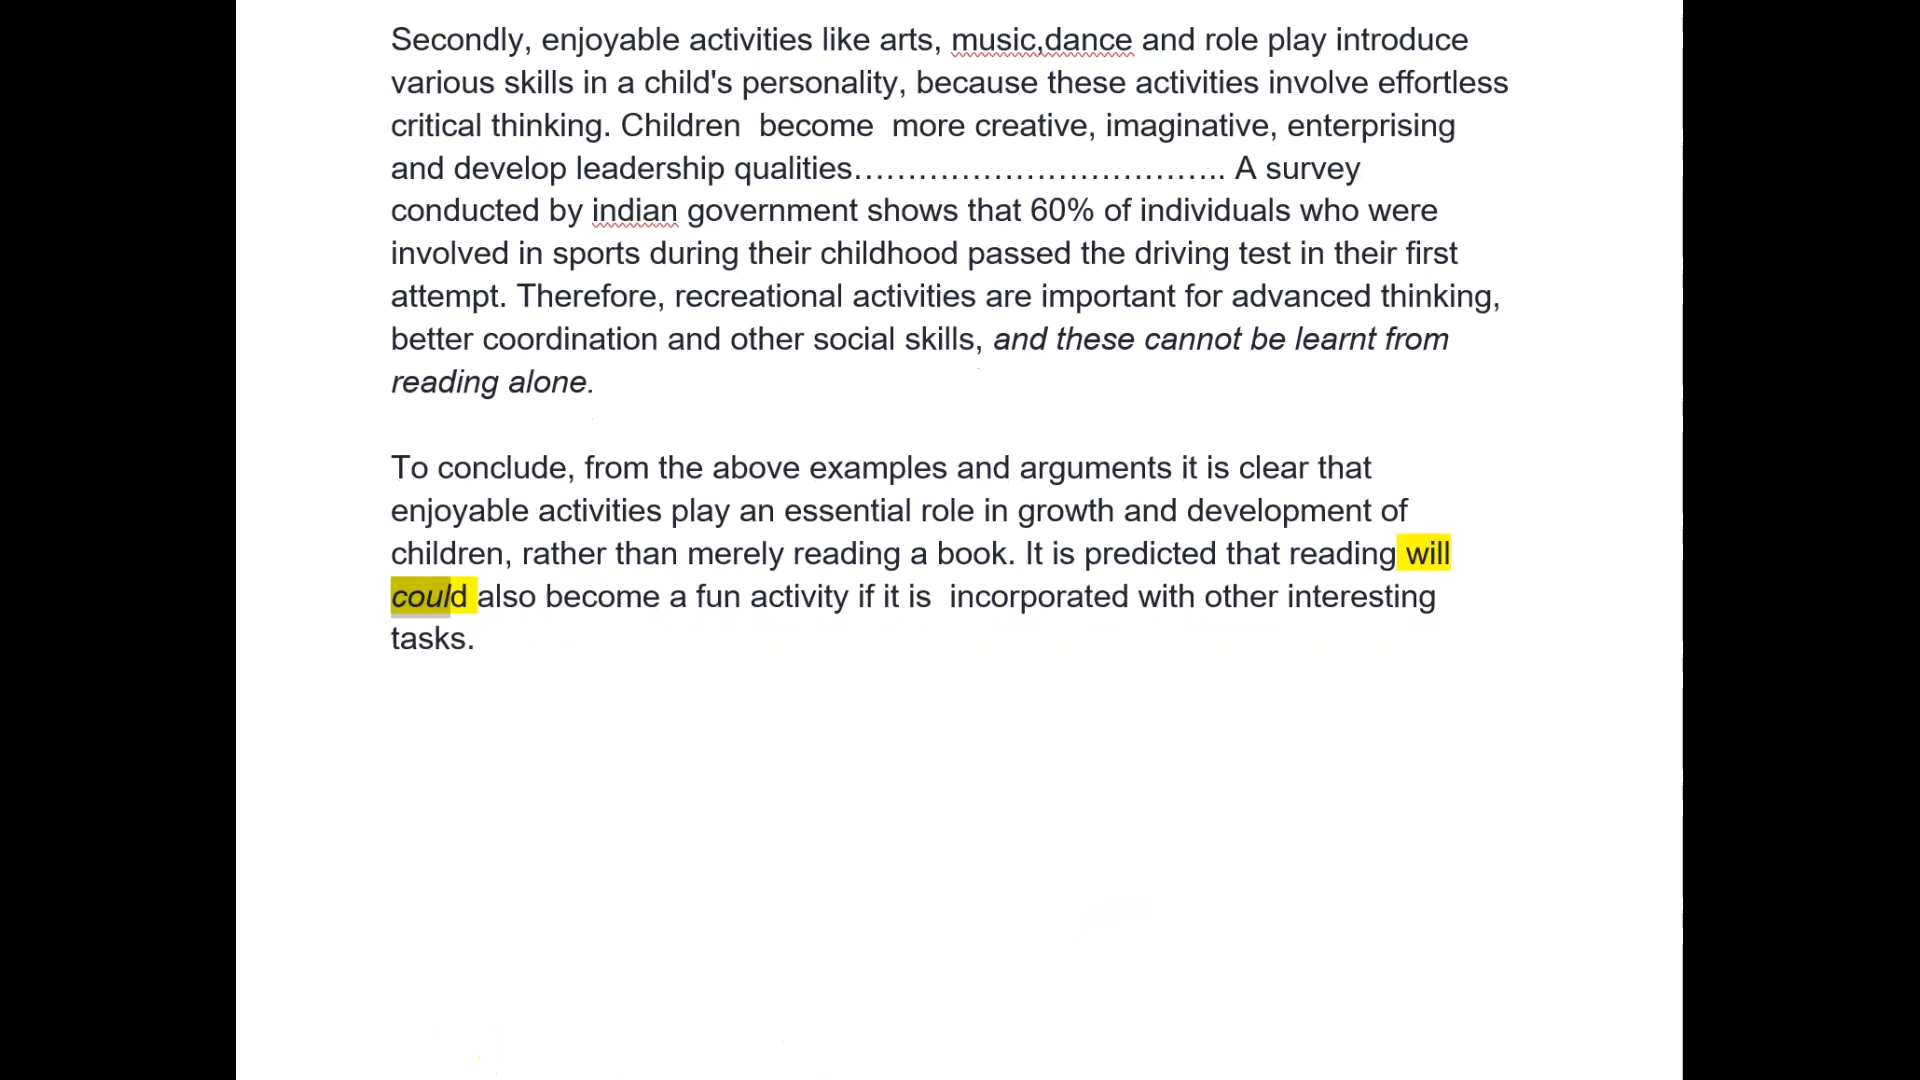 Secondly, enjoyable activities like arts, music,dance and role play introduce
various skills in a child's personality, because these activities involve effortless
critical thinking. Children  become  more creative, imaginative, enterprising
and develop leadership qualities…………………………….. A survey
conducted by indian government shows that 60% of individuals who were
involved in sports during their childhood passed the driving test in their first
attempt. Therefore, recreational activities are important for advanced thinking,
better coordination and other social skills, and these cannot be learnt from
reading alone.
To conclude, from the above examples and arguments it is clear that
enjoyable activities play an essential role in growth and development of
children, rather than merely reading a book. It is predicted that reading will
could also become a fun activity if it is  incorporated with other interesting
tasks.